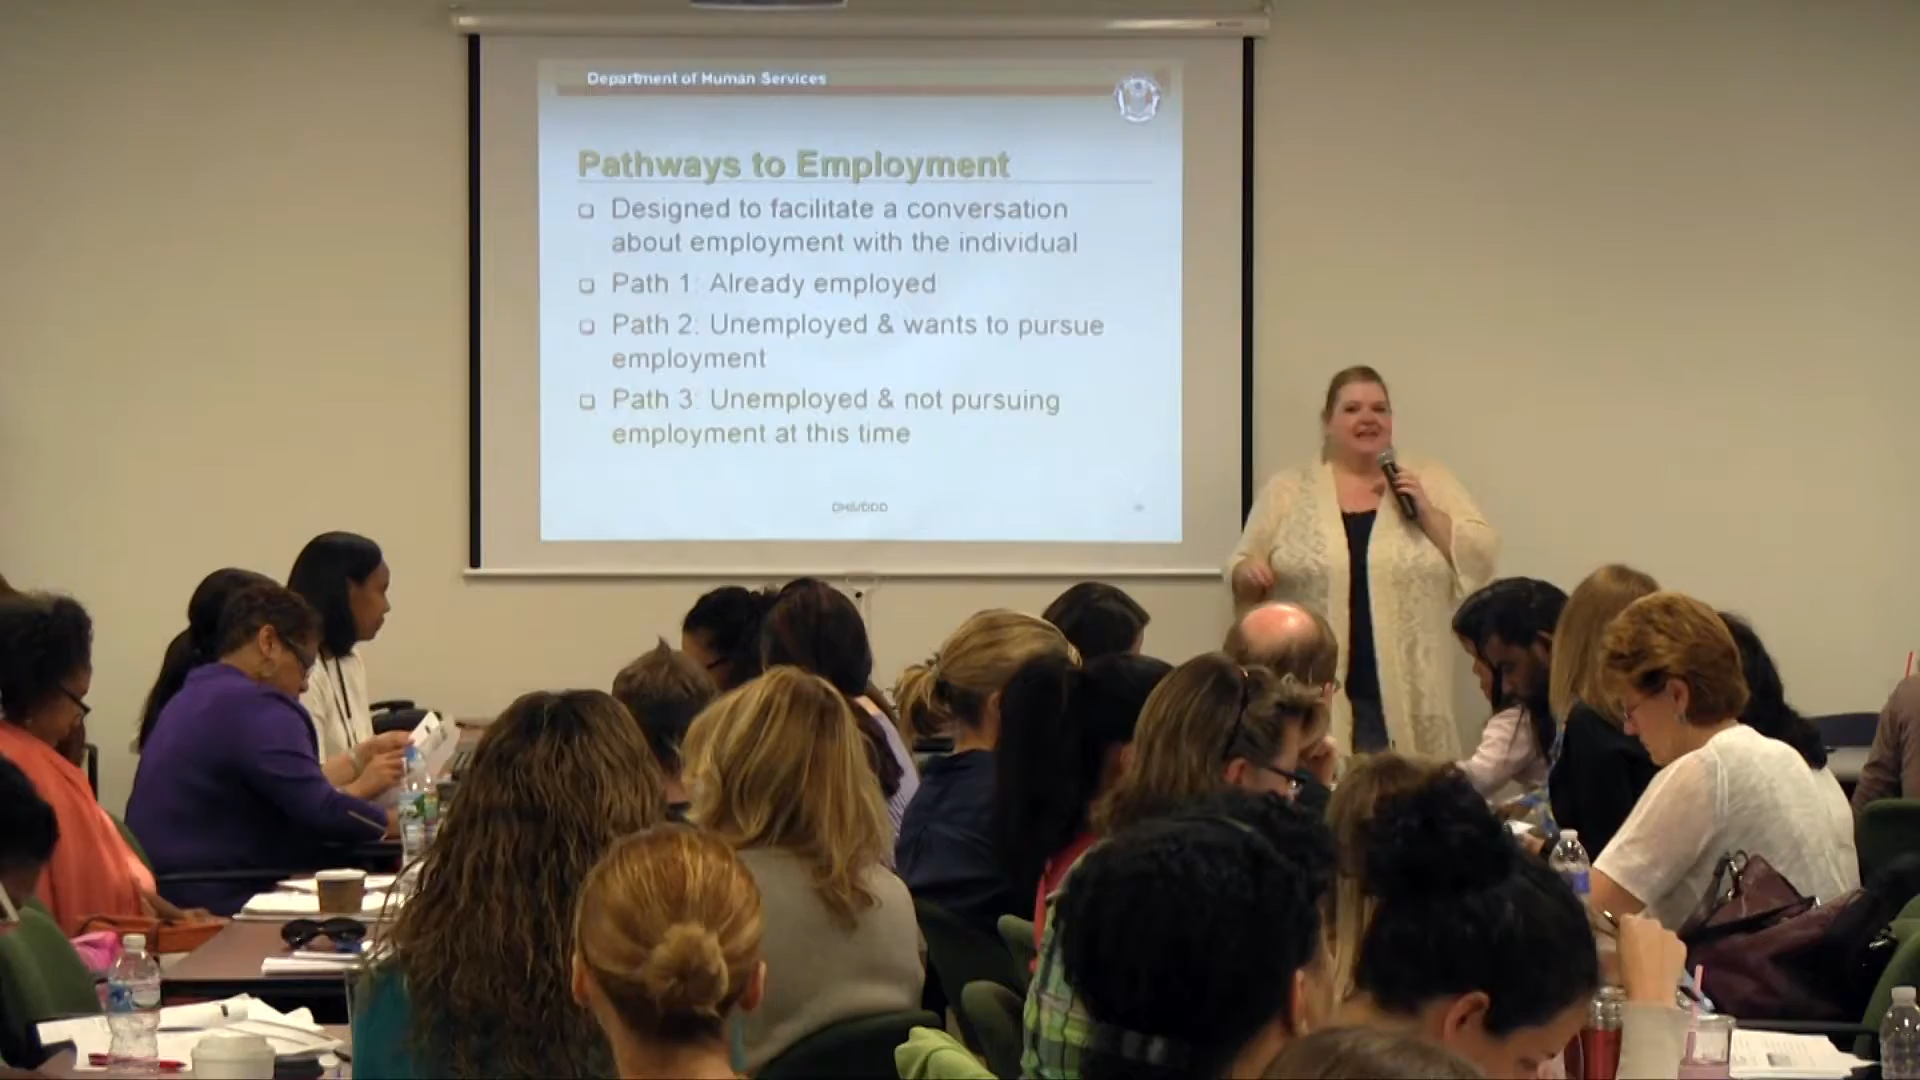 Department of Human Services
Pathways to Employment
Designed to facilitate a conversation
about employment with the individual
Path 1: Already employed
Path 2: Unemployed & wants to pursue
employment
Path 3: Unemployed & not pursuing
employment at this time
DHS/DDD